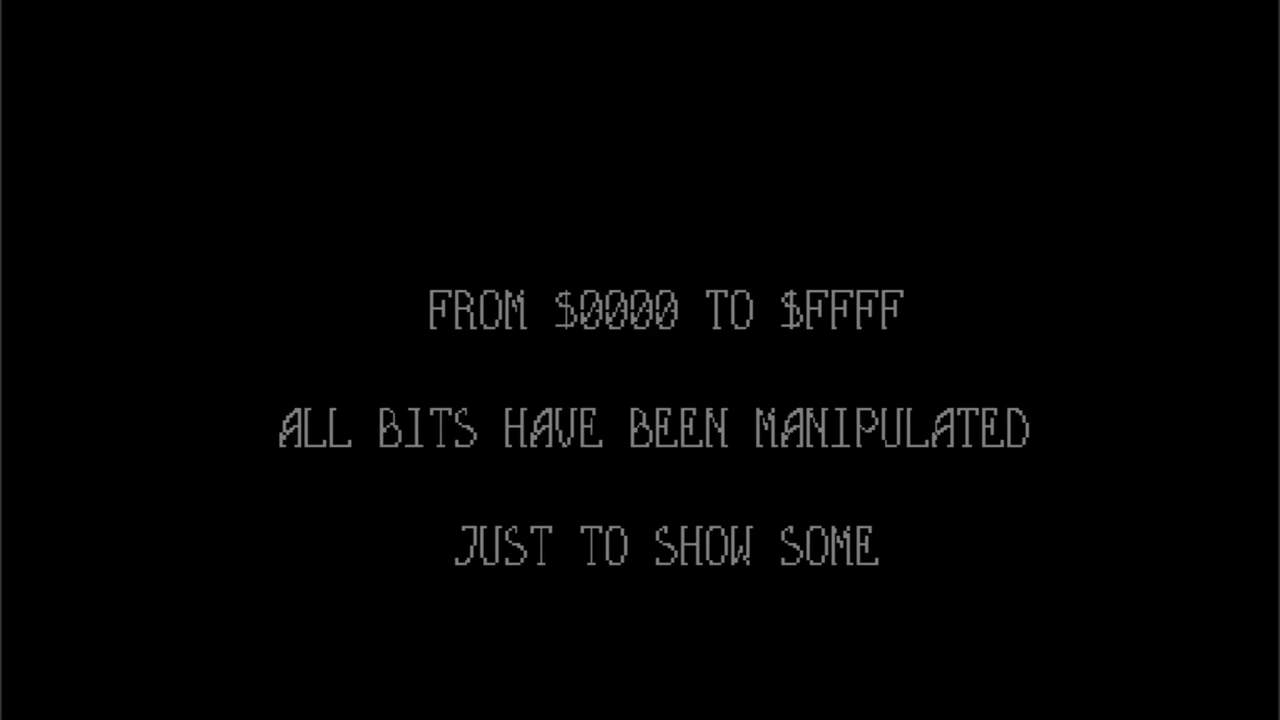 FROM $0000 TO $FFFF
ALL BITS HAVE BEEN MANIPULATED
JUST TO SHOW SOME